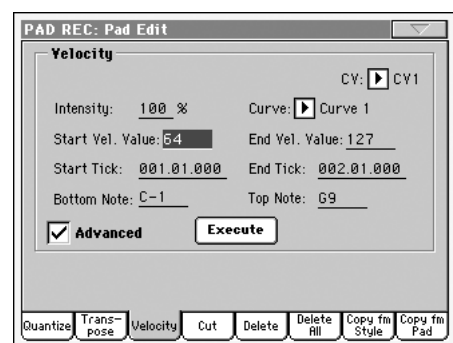 PAD REC: Pad Edit
Velocity
CV: CV1
Intensity: 100 % Curve: Curve 1
Start Vel. Value: 64 End Vel. Value: 127
Start Tick: 001.01.000 End Tick: 002.01.000
Bottom Note: C-1 Top Note: G9
Advanced Execute
Quantize Trans-pose Velocity Cut Delete Delete All Copy fm Style Copy fm Pad